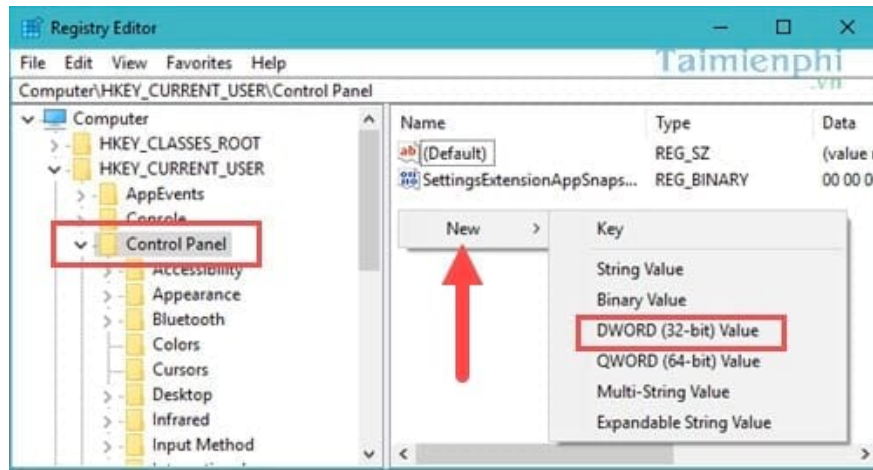 Registry Editor
File Edit View Favorites Help
Taimienphi
.vn
Computer\HKEY_CURRENT_USER\Control Panel
Computer
HKEY_CLASSES_ROOT
HKEY_CURRENT_USER
AppEvents
Console
Control Panel
Accessibility
Appearance
Bluetooth
Colors
Cursors
Desktop
Infrared
Input Method
Name Type Data
(Default) REG_SZ (value
SettingsExtensionAppSnaps... REG_BINARY 00 00 0
New
Key
String Value
Binary Value
DWORD (32-bit) Value
QWORD (64-bit) Value
Multi-String Value
Expandable String Value